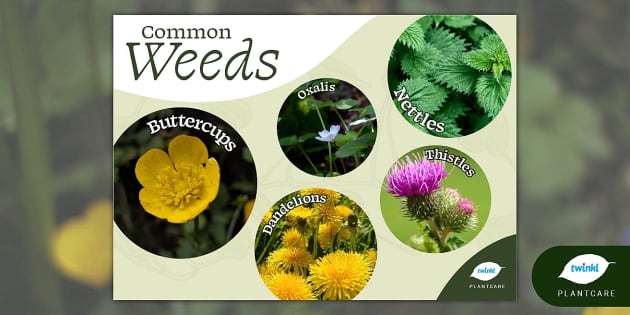 Common
Weeds
Buttercups
Oxalis
Nettles
Dandelions
Thistles
twinkl
PLANTCARE
twinkl
PLANTCARE